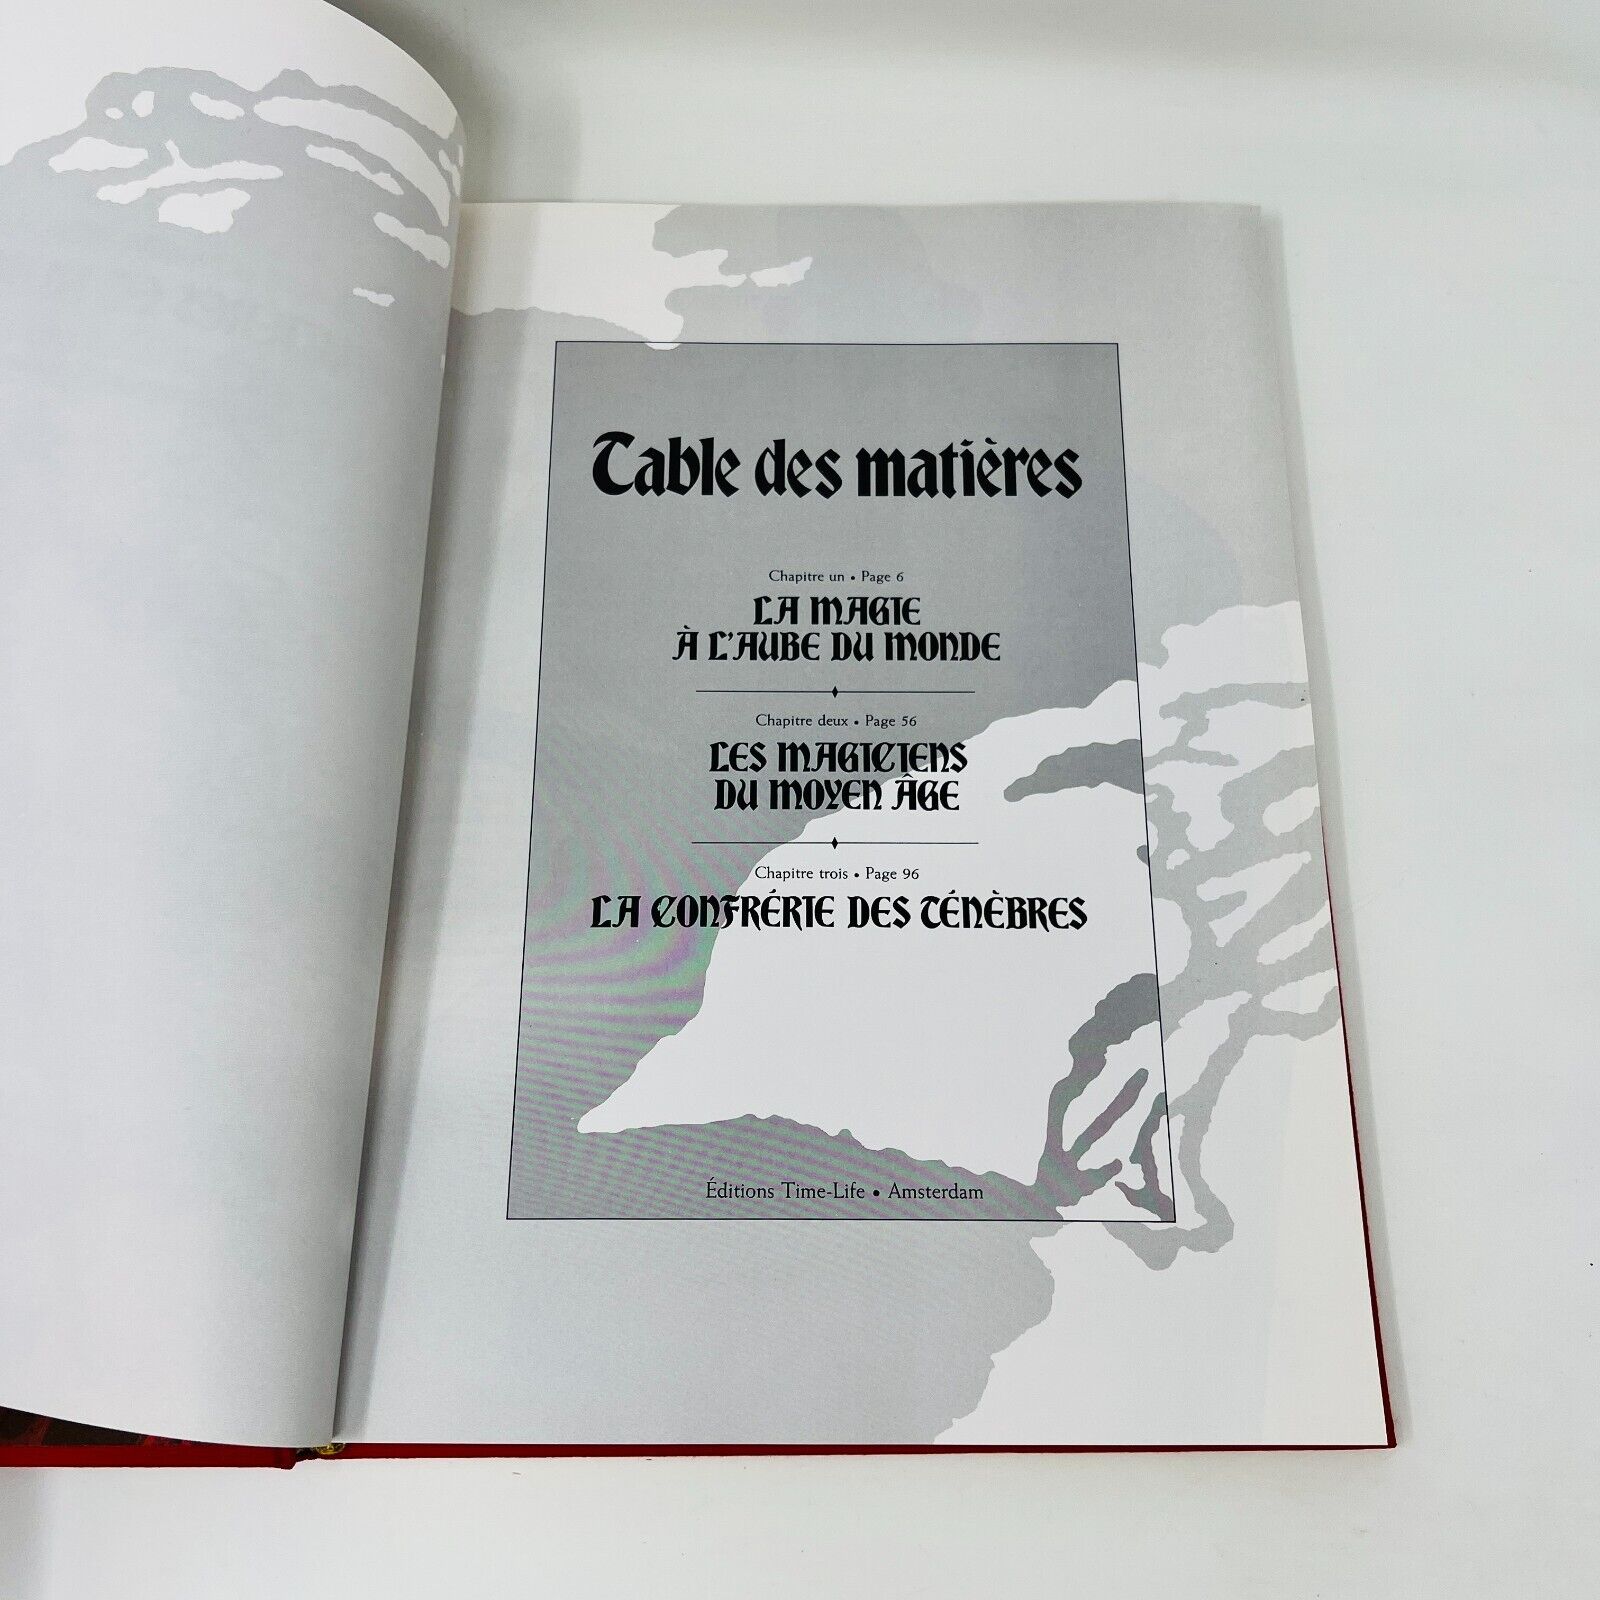 Table des matières
Chapitre un • Page 6
LA MAGIE
À L'AUBE DU MONDE
Chapitre deux • Page 56
LES MAGICIENS
DU MOYEN ÂGE
Chapitre trois • Page 96
LA CONFRÉRIE DES TÉNÈBRES
Éditions Time-Life • Amsterdam